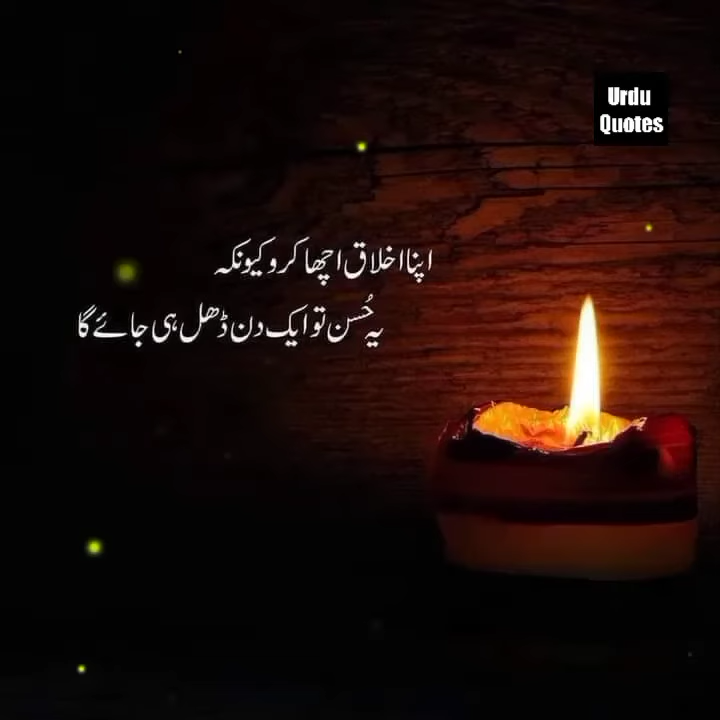 Urdu
Quotes
اپنا اخلاق اچھا کرو کیونکہ
یہ حُسن تو ایک دن ڈھل ہی جائے گا